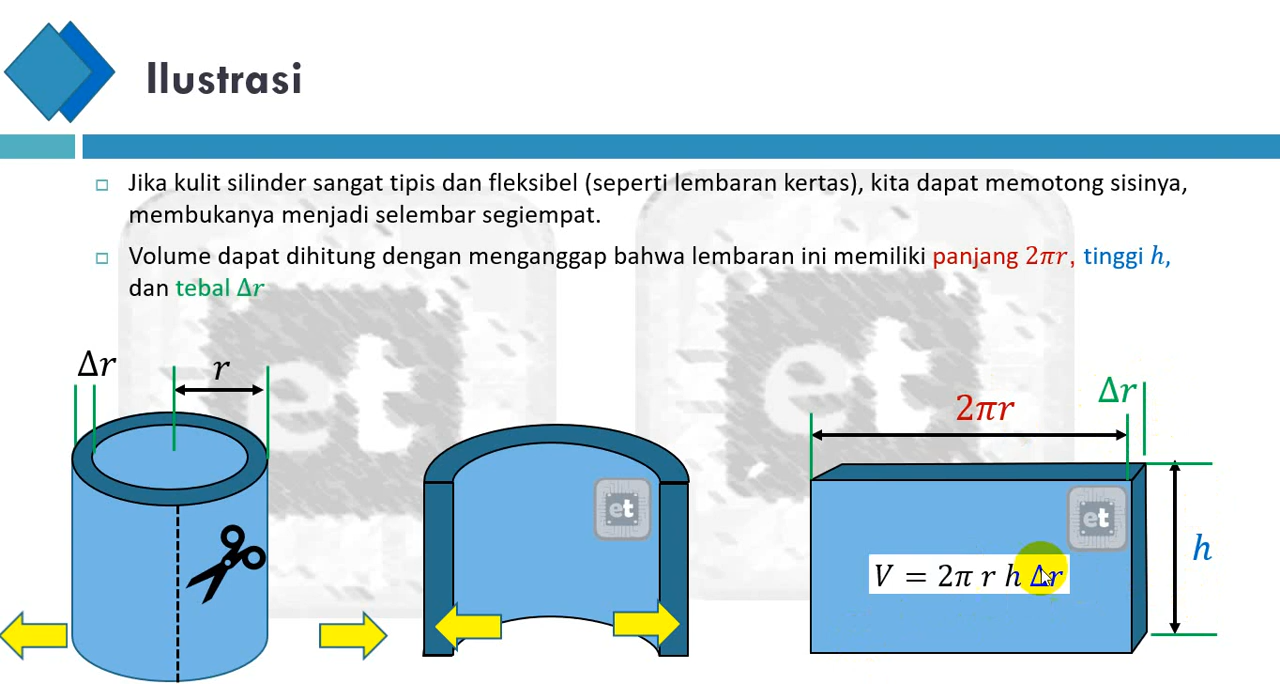 Ilustrasi
Jika kulit silinder sangat tipis dan fleksibel (seperti lembaran kertas), kita dapat memotong sisinya,
membukanya menjadi selembar segiempat.
Volume dapat dihitung dengan menganggap bahwa lembaran ini memiliki panjang 2πr, tinggi h,
dan tebal Δr
Δr
r
2πr
Δr
et
et
h
V = 2π r h Δr
et
et